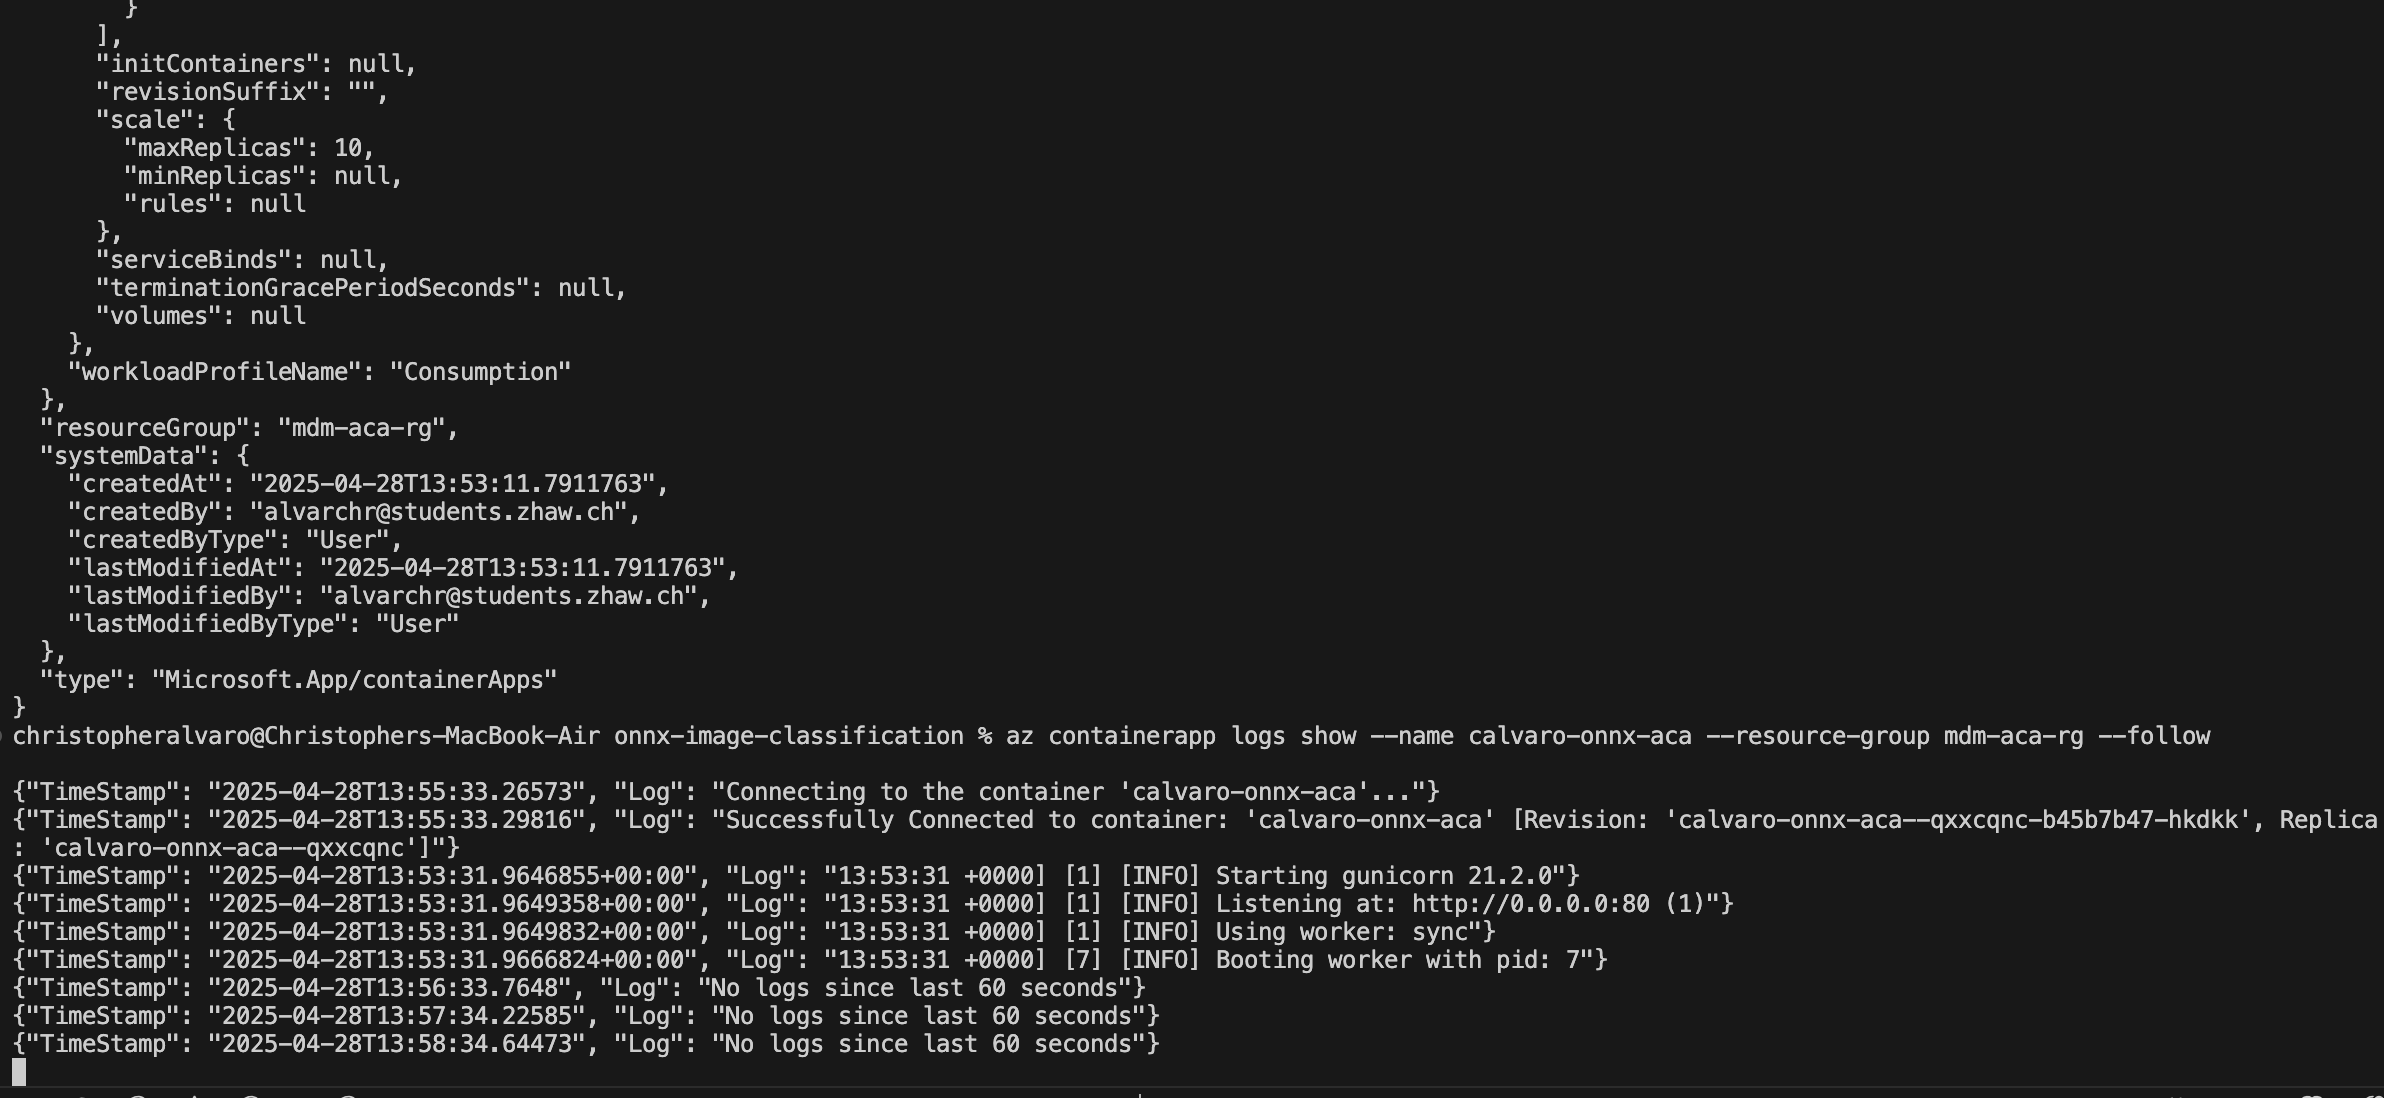 }
      ],
      "initContainers": null,
      "revisionSuffix": "",
      "scale": {
        "maxReplicas": 10,
        "minReplicas": null,
        "rules": null
      },
      "serviceBinds": null,
      "terminationGracePeriodSeconds": null,
      "volumes": null
    },
    "workloadProfileName": "Consumption"
  },
  "resourceGroup": "mdm-aca-rg",
  "systemData": {
    "createdAt": "2025-04-28T13:53:11.7911763",
    "createdBy": "alvarchr@students.zhaw.ch",
    "createdByType": "User",
    "lastModifiedAt": "2025-04-28T13:53:11.7911763",
    "lastModifiedBy": "alvarchr@students.zhaw.ch",
    "lastModifiedByType": "User"
  },
  "type": "Microsoft.App/containerApps"
}
christopheralvaro@Christophers-MacBook-Air onnx-image-classification % az containerapp logs show --name calvaro-onnx-aca --resource-group mdm-aca-rg --follow
{"TimeStamp": "2025-04-28T13:55:33.26573", "Log": "Connecting to the container 'calvaro-onnx-aca'..."}
{"TimeStamp": "2025-04-28T13:55:33.29816", "Log": "Successfully Connected to container: 'calvaro-onnx-aca' [Revision: 'calvaro-onnx-aca--qxxcqnc-b45b7b47-hkdkk', Replica
: 'calvaro-onnx-aca--qxxcqnc']"}
{"TimeStamp": "2025-04-28T13:53:31.9646855+00:00", "Log": "13:53:31 +0000] [1] [INFO] Starting gunicorn 21.2.0"}
{"TimeStamp": "2025-04-28T13:53:31.9649358+00:00", "Log": "13:53:31 +0000] [1] [INFO] Listening at: http://0.0.0.0:80 (1)"}
{"TimeStamp": "2025-04-28T13:53:31.9649832+00:00", "Log": "13:53:31 +0000] [1] [INFO] Using worker: sync"}
{"TimeStamp": "2025-04-28T13:53:31.9666824+00:00", "Log": "13:53:31 +0000] [7] [INFO] Booting worker with pid: 7"}
{"TimeStamp": "2025-04-28T13:56:33.7648", "Log": "No logs since last 60 seconds"}
{"TimeStamp": "2025-04-28T13:57:34.22585", "Log": "No logs since last 60 seconds"}
{"TimeStamp": "2025-04-28T13:58:34.64473", "Log": "No logs since last 60 seconds"}